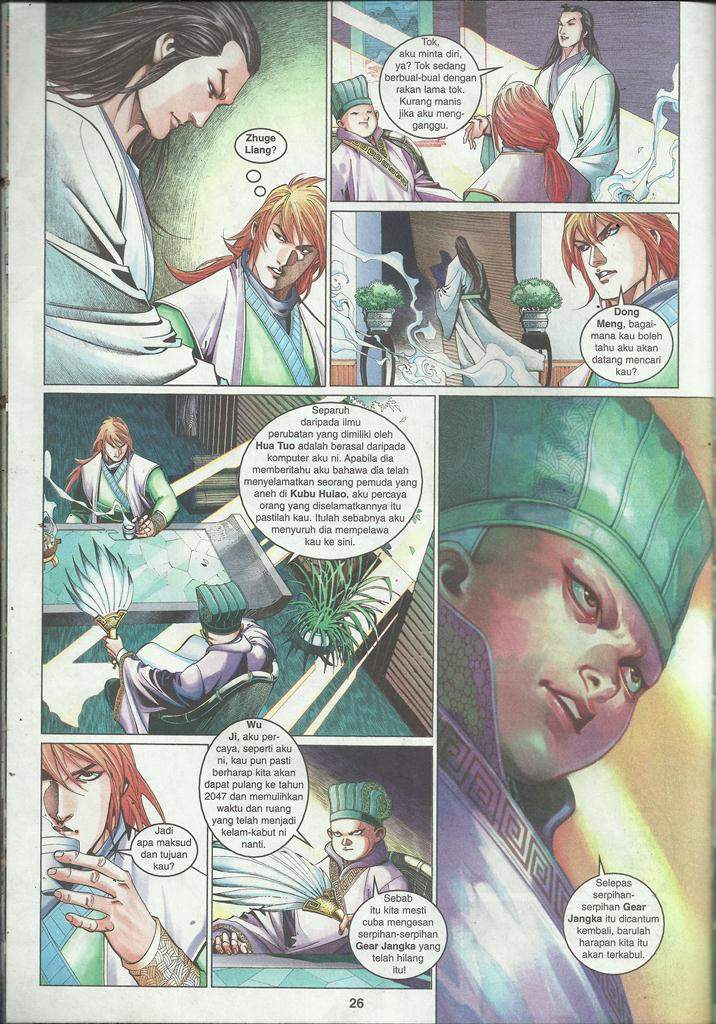 Zhuge
Liang?
Tok,
aku minta diri,
ya? Tok sedang
berbual-bual dengan
rakan lama tok.
Kurang manis
jika aku meng-
ganggu.
Dong
Meng, bagai-
mana kau boleh
tahu aku akan
datang mencari
kau?
Separuh
daripada ilmu
perubatan yang dimiliki oleh
Hua Tuo adalah berasal daripada
komputer aku ni. Apabila dia
memberitahu aku bahawa dia telah
menyelamatkan seorang pemuda yang
aneh di Kubu Hulao, aku percaya
orang yang diselamatkannya itu
pastilah kau. Itulah sebabnya aku
menyuruh dia mempelawa
kau ke sini.
Jadi
apa maksud
dan tujuan
kau?
Wu
Ji, aku per-
caya, seperti aku
ni, kau pun pasti
berharap kita akan
dapat pulang ke tahun
2047 dan memulihkan
waktu dan ruang
yang telah menjadi
kelam-kabut ni
nanti.
Sebab
itu kita mesti
cuba mengesan
serpihan-serpihan
Gear Jangka yang
telah hilang
itu!
Selepas
serpihan-
serpihan Gear
Jangka itu dicantum
kembali, barulah
harapan kita itu
akan terkabul.
26